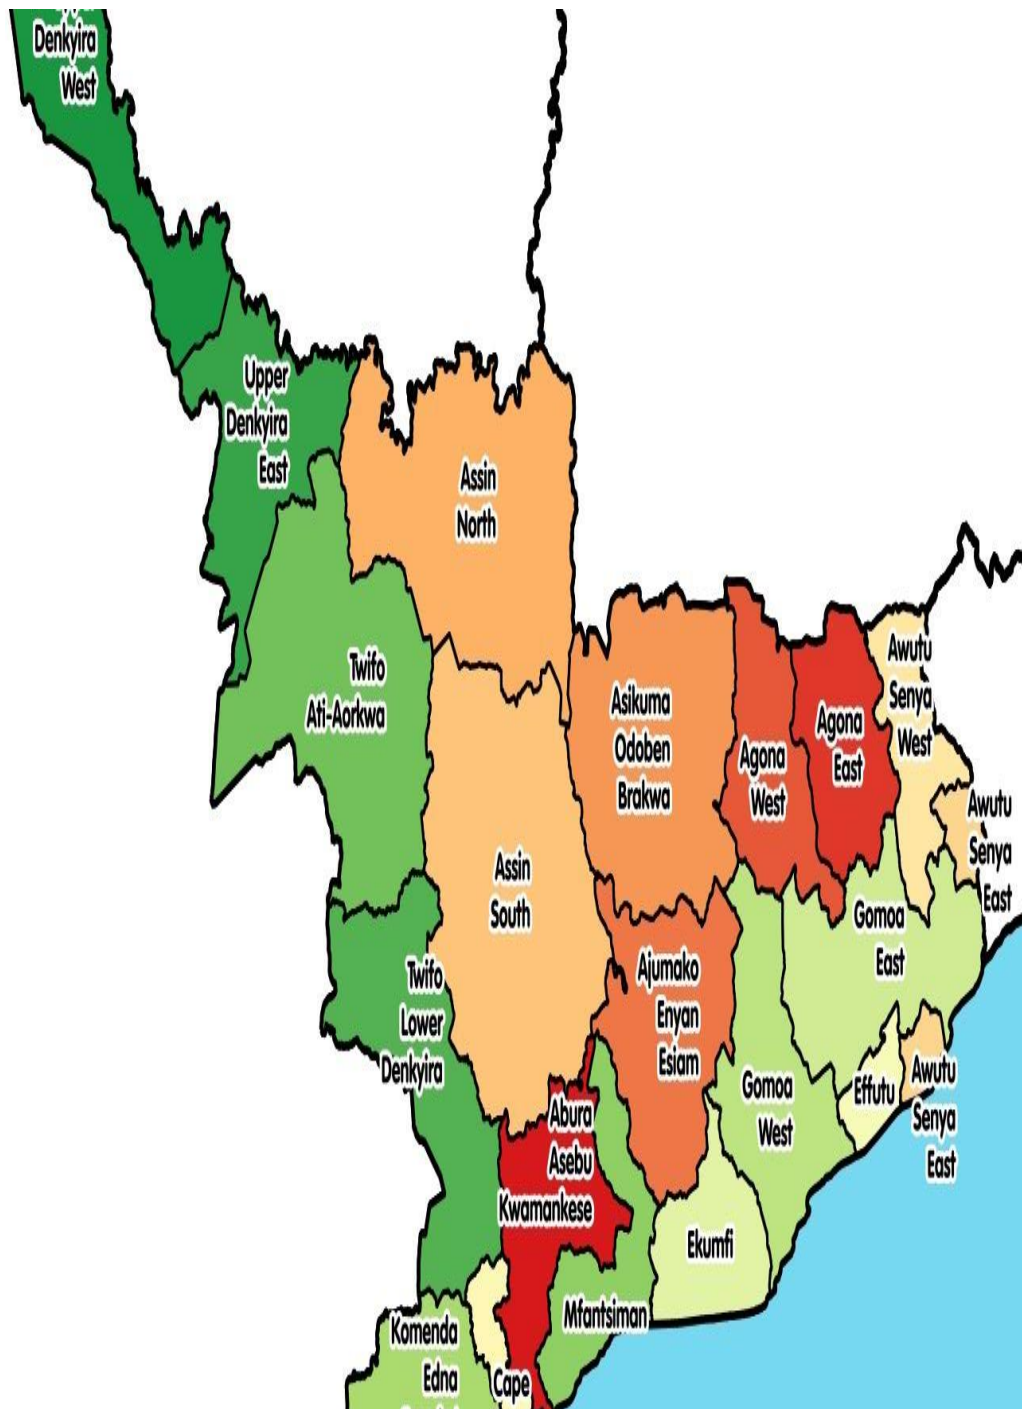 Denkyira
West
Upper
Denkyira
East
Assin
North
Twifo
Ati-Aorkwa
Asikuma
Odoben
Brakwa
Agona
West
Agona
East
Awutu
Senya
West
Awutu
Senya
East
Assin
South
Gomoa
East
Ajumako
Enyan
Esiam
Twifo
Lower
Denkyira
Gomoa
West
Effutu
Awutu
Senya
East
Abura
Asebu
Kwamankese
Ekumfi
Mfantsiman
Komenda
Edna
Cape